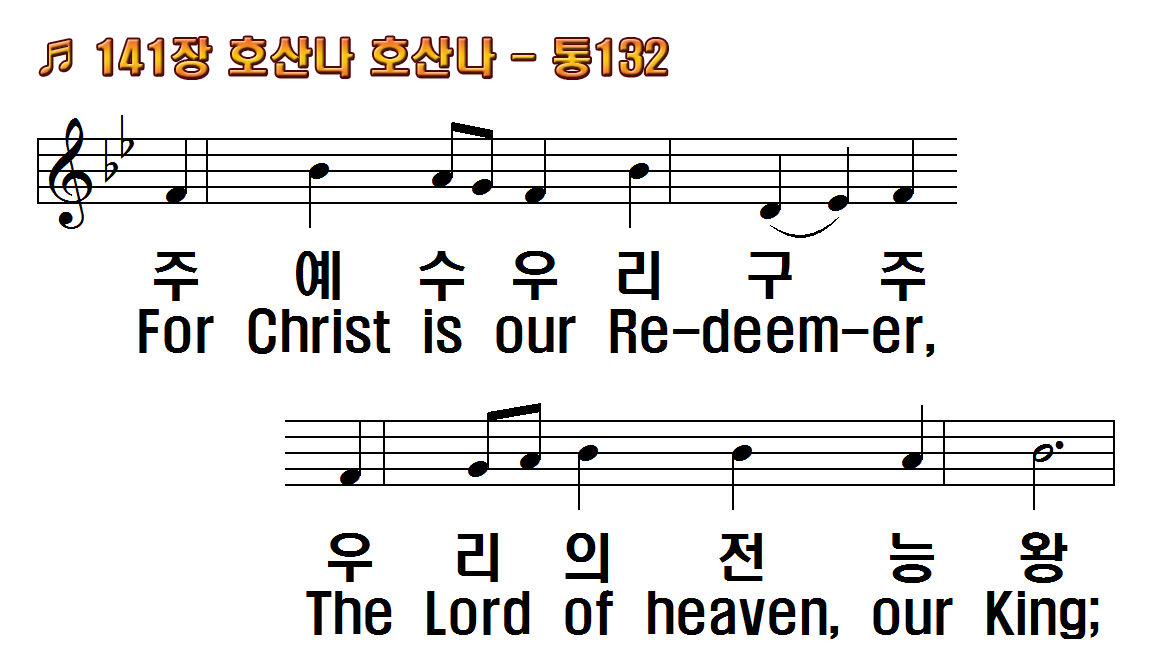 ♬ 141장 호산나 호산나 - 통132
주 예 수 우 리 구 주
For Christ is our Re-deem-er,
우 리 의 전 능 왕
The Lord of heaven, our King;